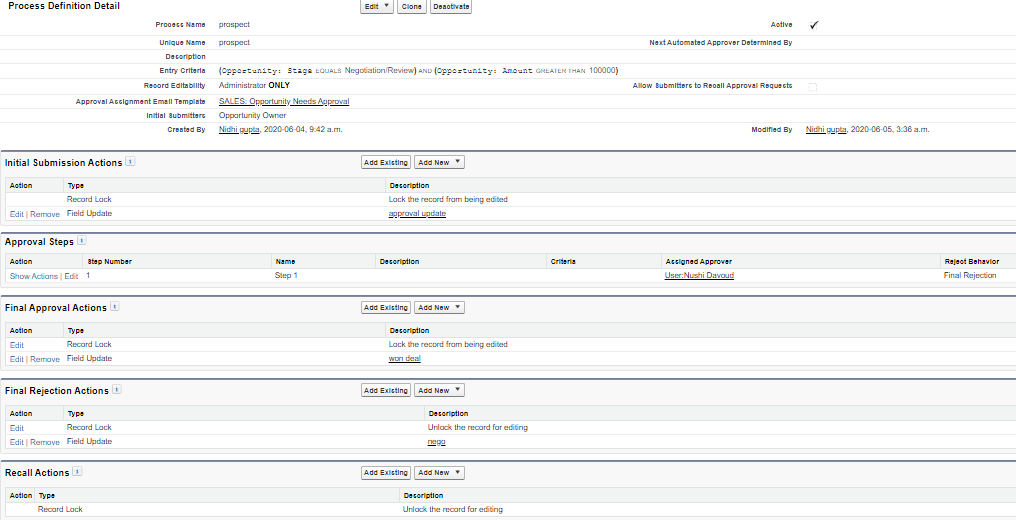 Process Definition Detail
Edit ▼ Clone Deactivate
Process Name prospect Active ✓
Unique Name prospect Next Automated Approver Determined By
Description
Entry Criteria (Opportunity: Stage EQUALS Negotiation/Review) AND (Opportunity: Amount GREATER THAN 100000)
Record Editability Administrator ONLY Allow Submitters to Recall Approval Requests
Approval Assignment Email Template SALES: Opportunity Needs Approval
Initial Submitters Opportunity Owner
Created By Nidhi gupta, 2020-06-04, 9:42 a.m. Modified By Nidhi gupta, 2020-06-05, 3:36 a.m.
Initial Submission Actions i Add Existing Add New ▼
Action Type Description
Record Lock Lock the record from being edited
Edit | Remove Field Update approval update
Approval Steps i
Action Step Number Name Description Criteria Assigned Approver Reject Behavior
Show Actions | Edit 1 Step 1 User:Nushi Davoud Final Rejection
Final Approval Actions i Add Existing Add New ▼
Action Type Description
Edit Record Lock Lock the record from being edited
Edit | Remove Field Update won deal
Final Rejection Actions i Add Existing Add New ▼
Action Type Description
Edit Record Lock Unlock the record for editing
Edit | Remove Field Update nego
Recall Actions i Add Existing Add New ▼
Action Type Description
Record Lock Unlock the record for editing